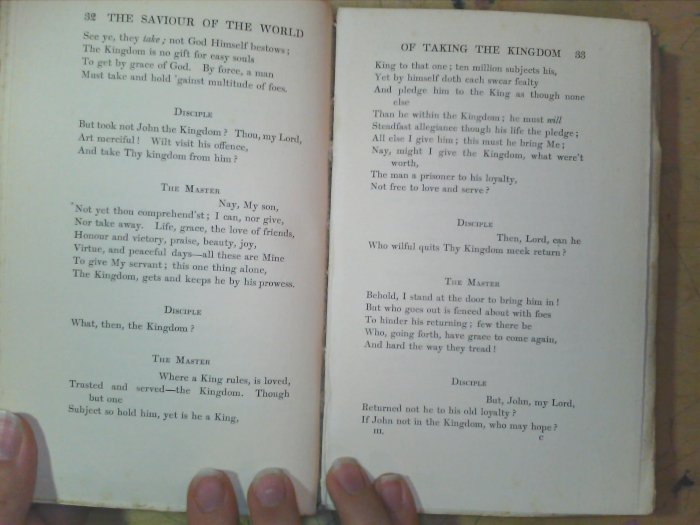 32 THE SAVIOUR OF THE WORLD
See ye, they take; not God Himself bestows;
The Kingdom is no gift for easy souls
To get by grace of God. By force, a man
Must take and hold 'gainst multitude of foes.
Disciple
But took not John the Kingdom? Thou, my Lord,
Art merciful! Wilt visit his offence,
And take Thy kingdom from him?
The Master
Nay, My son,
Not yet thou comprehend'st; I can, nor give,
Nor take away. Life, grace, the love of friends,
Honour and victory, praise, beauty, joy,
Virtue, and peaceful days—all these are Mine
To give My servant; this one thing alone,
The Kingdom, gets and keeps he by his prowess.
Disciple
What, then, the Kingdom?
The Master
Where a King rules, is loved,
Trusted and served—the Kingdom. Though
but one
Subject so hold him, yet is he a King,
OF TAKING THE KINGDOM 33
King to that one; ten million subjects his,
Yet by himself doth each swear fealty
And pledge him to the King as though none
else
Than he within the Kingdom; he must will
Steadfast allegiance though his life the pledge;
All else I give him; this must he bring Me;
Nay, might I give the Kingdom, what were't
worth,
The man a prisoner to his loyalty,
Not free to love and serve?
Disciple
Then, Lord, can he
Who wilful quits Thy Kingdom meek return?
The Master
Behold, I stand at the door to bring him in!
But who goes out is fenced about with foes
To hinder his returning; few there be
Who, going forth, have grace to come again,
And hard the way they tread!
Disciple
But, John, my Lord,
Returned not he to his old loyalty?
If John not in the Kingdom, who may hope?
III. C